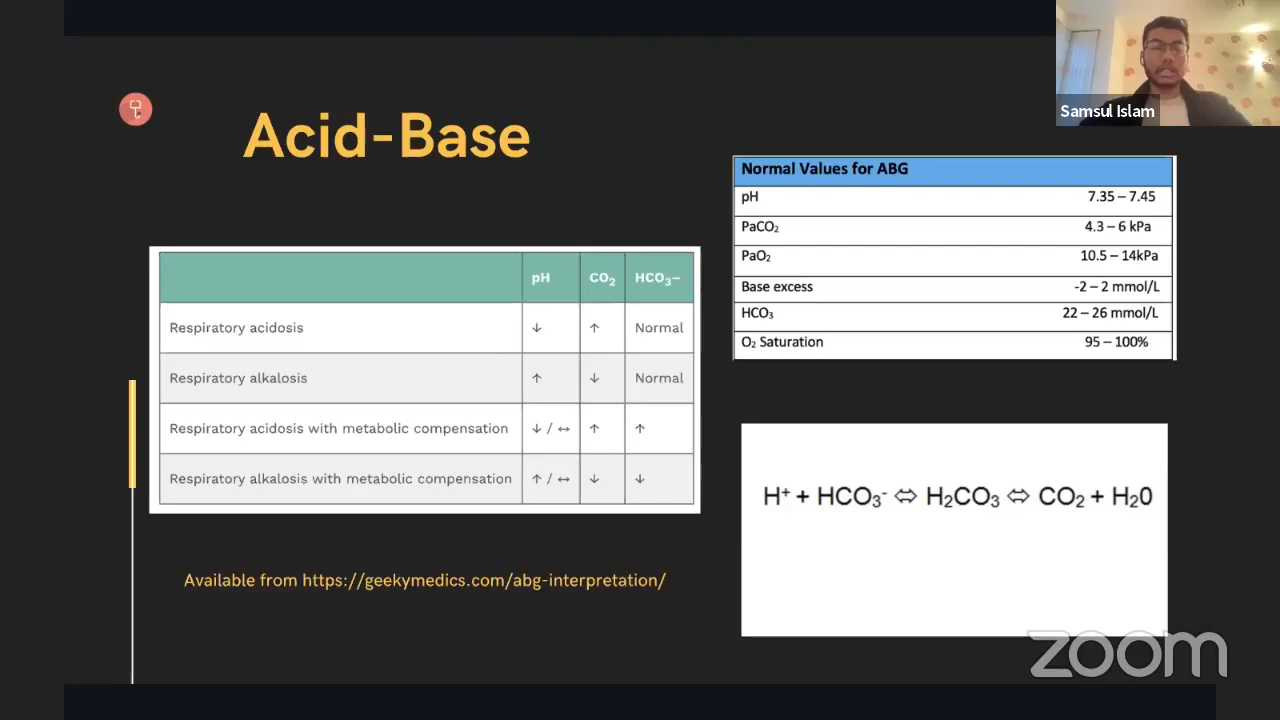 Acid-Base
Samsul Islam
pH CO₂ HCO₃–
Respiratory acidosis ↓ ↑ Normal
Respiratory alkalosis ↑ ↓ Normal
Respiratory acidosis with metabolic compensation ↓ / ↔ ↑ ↑
Respiratory alkalosis with metabolic compensation ↑ / ↔ ↓ ↓
Available from https://geekymedics.com/abg-interpretation/
Normal Values for ABG
pH 7.35 – 7.45
PaCO₂ 4.3 – 6 kPa
PaO₂ 10.5 – 14kPa
Base excess -2 – 2 mmol/L
HCO₃ 22 – 26 mmol/L
O₂ Saturation 95 – 100%
H⁺ + HCO₃⁻ ⇔ H₂CO₃ ⇔ CO₂ + H₂0
zoom